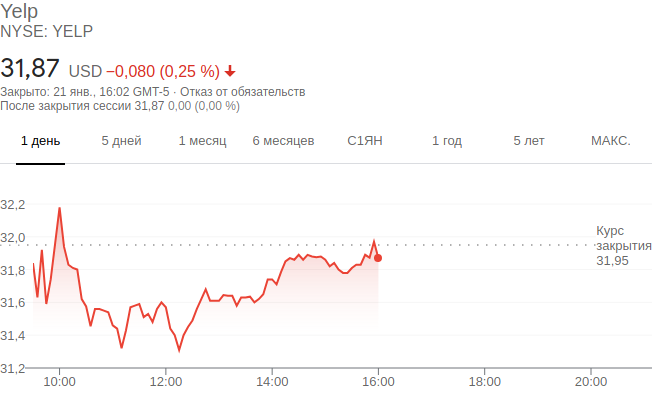 Yelp
NYSE: YELP
31,87 USD −0,080 (0,25 %)
Закрыто: 21 янв., 16:02 GMT-5 · Отказ от обязательств
После закрытия сессии 31,87 0,00 (0,00 %)
1 день 5 дней 1 месяц 6 месяцев С1ЯН 1 год 5 лет МАКС.
32,2
32,0
31,8
31,6
31,4
31,2
Курс
закрытия
31,95
10:00 12:00 14:00 16:00 18:00 20:00